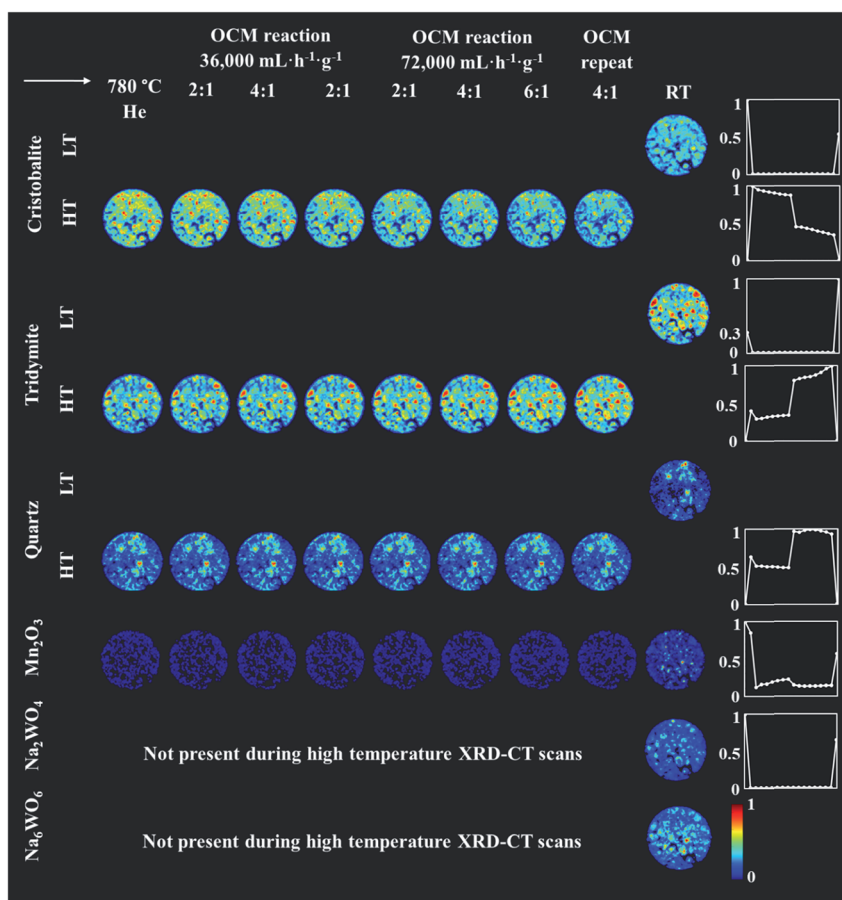 OCM reaction
36,000 mL·h⁻¹·g⁻¹
OCM reaction
72,000 mL·h⁻¹·g⁻¹
OCM
repeat
780 °C
He
2:1
4:1
2:1
2:1
4:1
6:1
4:1
RT
Cristobalite
LT
1
0.5
0
HT
1
0.5
0
Tridymite
LT
1
0.3
0
HT
1
0.5
0
Quartz
LT
HT
1
0.5
0
Mn₂O₃
1
0.5
0
Na₂WO₄
Not present during high temperature XRD-CT scans
1
0.5
0
Na₆WO₆
Not present during high temperature XRD-CT scans
1
0